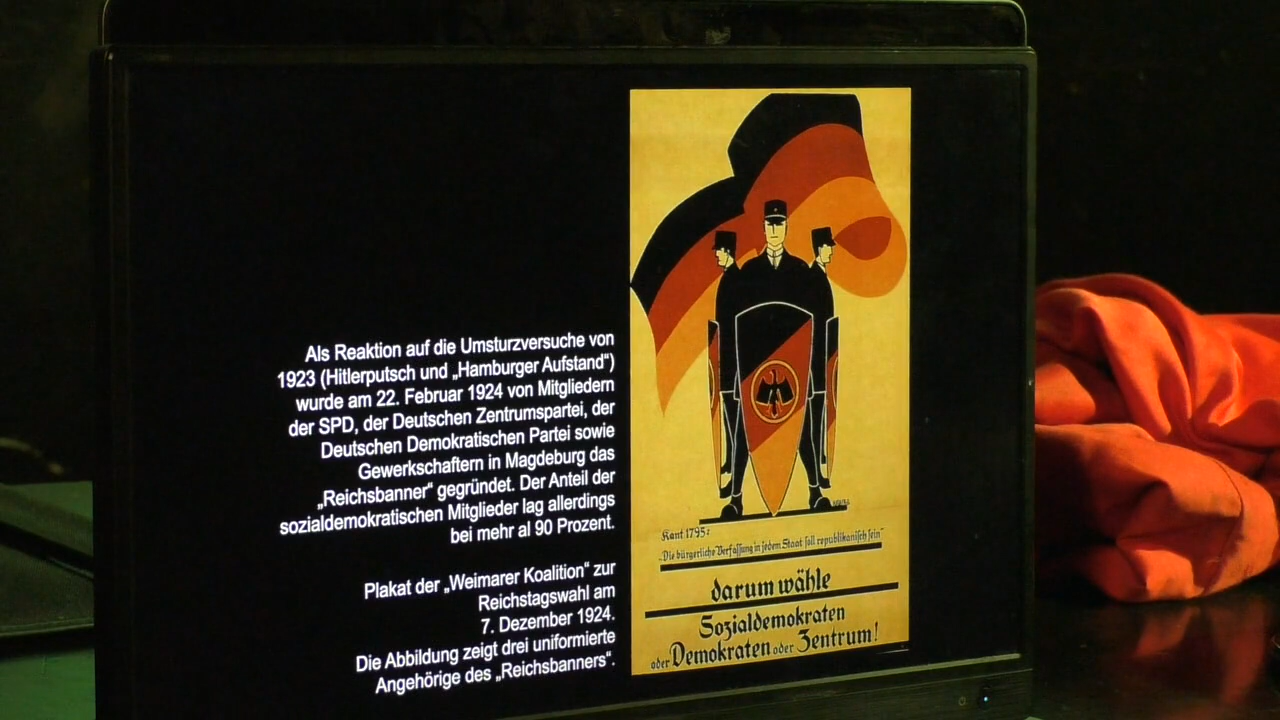 Als Reaktion auf die Umsturzversuche von
1923 (Hitlerputsch und „Hamburger Aufstand“)
wurde am 22. Februar 1924 von Mitgliedern
der SPD, der Deutschen Zentrumspartei, der
Deutschen Demokratischen Partei sowie
Gewerkschaftern in Magdeburg das
„Reichsbanner“ gegründet. Der Anteil der
sozialdemokratischen Mitglieder lag allerdings
bei mehr al 90 Prozent.
Plakat der „Weimarer Koalition“ zur
Reichstagswahl am
7. Dezember 1924.
Die Abbildung zeigt drei uniformierte
Angehörige des „Reichsbanners“.
Kant 1795:
„Die bürgerliche Verfassung in jedem Staat soll republikanisch sein“
darum wähle
Sozialdemokraten
oder Demokraten oder Zentrum!